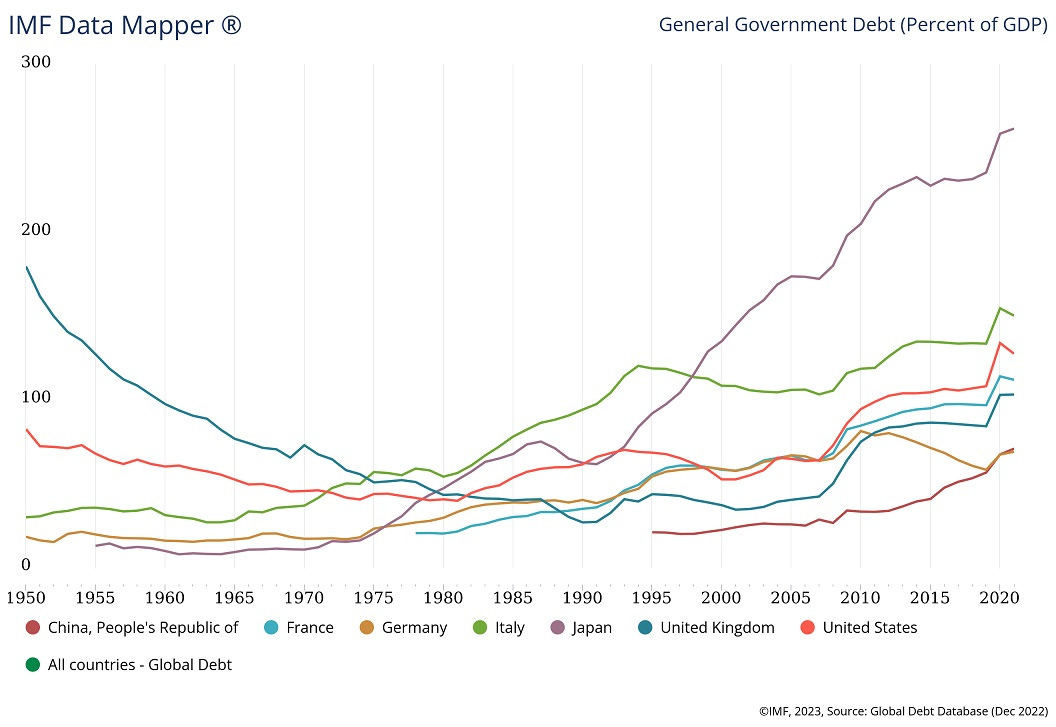 IMF Data Mapper ®
General Government Debt (Percent of GDP)
300
200
100
0
1950 1955 1960 1965 1970 1975 1980 1985 1990 1995 2000 2005 2010 2015 2020
China, People's Republic of France Germany Italy Japan United Kingdom United States
All countries - Global Debt
©IMF, 2023, Source: Global Debt Database (Dec 2022)